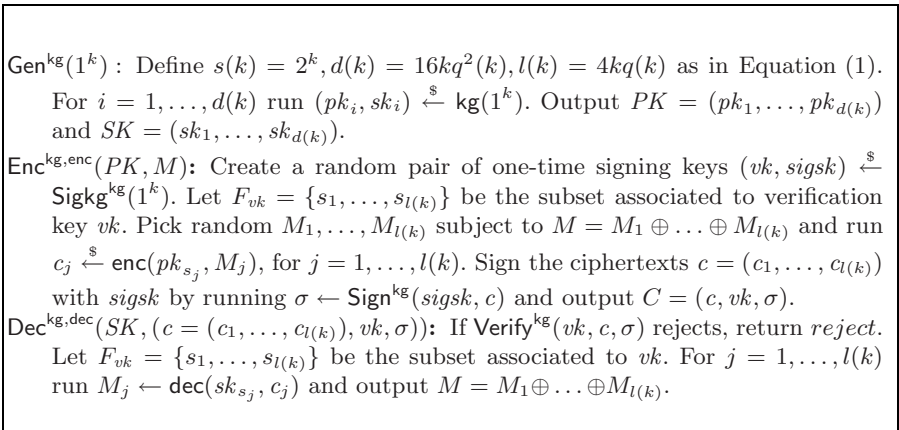 Gen^kg(1^k) : Define s(k) = 2^k, d(k) = 16kq^2(k), l(k) = 4kq(k) as in Equation (1).
For i = 1, . . . , d(k) run (pk_i, sk_i) ←$ kg(1^k). Output PK = (pk_1, . . . , pk_{d(k)})
and SK = (sk_1, . . . , sk_{d(k)}).
Enc^{kg,enc}(PK, M): Create a random pair of one-time signing keys (vk, sigsk) ←$
Sigkg^kg(1^k). Let F_vk = {s_1, . . . , s_{l(k)}} be the subset associated to verification
key vk. Pick random M_1, . . . , M_{l(k)} subject to M = M_1 ⊕ . . . ⊕ M_{l(k)} and run
c_j ←$ enc(pk_{s_j}, M_j), for j = 1, . . . , l(k). Sign the ciphertexts c = (c_1, . . . , c_{l(k)})
with sigsk by running σ ← Sign^kg(sigsk, c) and output C = (c, vk, σ).
Dec^{kg,dec}(SK, (c = (c_1, . . . , c_{l(k)}), vk, σ)): If Verify^kg(vk, c, σ) rejects, return reject.
Let F_vk = {s_1, . . . , s_{l(k)}} be the subset associated to vk. For j = 1, . . . , l(k)
run M_j ← dec(sk_{s_j}, c_j) and output M = M_1 ⊕ . . . ⊕ M_{l(k)}.